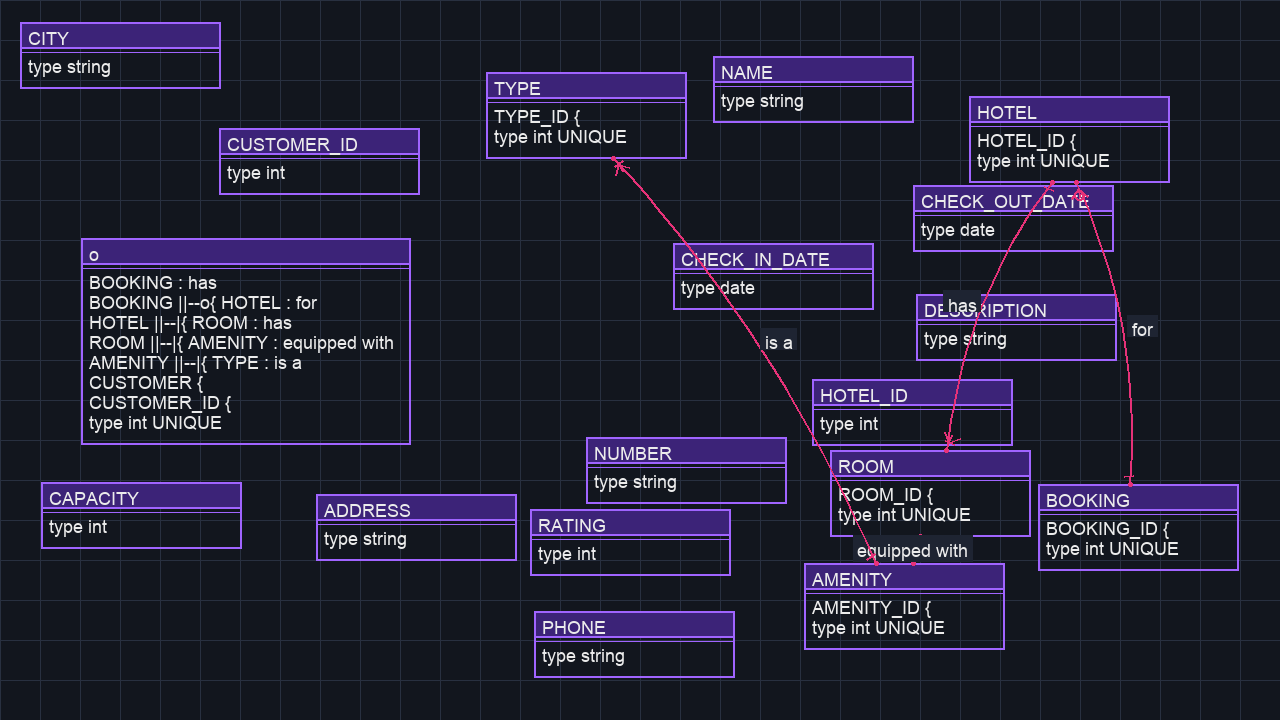 CITY
type string
CUSTOMER_ID
type int
TYPE
TYPE_ID {
type int UNIQUE
NAME
type string
HOTEL
HOTEL_ID {
type int UNIQUE
CHECK_OUT_DATE
type date
o
BOOKING : has
BOOKING ||--o{ HOTEL : for
HOTEL ||--|{ ROOM : has
ROOM ||--|{ AMENITY : equipped with
AMENITY ||--|{ TYPE : is a
CUSTOMER {
CUSTOMER_ID {
type int UNIQUE
CHECK_IN_DATE
type date
has
DESCRIPTION
type string
for
is a
HOTEL_ID
type int
NUMBER
type string
ROOM
ROOM_ID {
type int UNIQUE
BOOKING
BOOKING_ID {
type int UNIQUE
CAPACITY
type int
ADDRESS
type string
RATING
type int
equipped with
AMENITY
AMENITY_ID {
type int UNIQUE
PHONE
type string